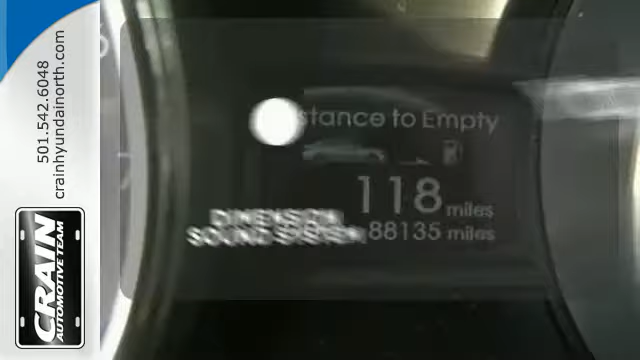 501.542.6048
crainhyundainorth.com
CRAIN
AUTOMOTIVE TEAM
stance to Empty
118 miles
88135 miles
DIMENSION
SOUND SYSTEM